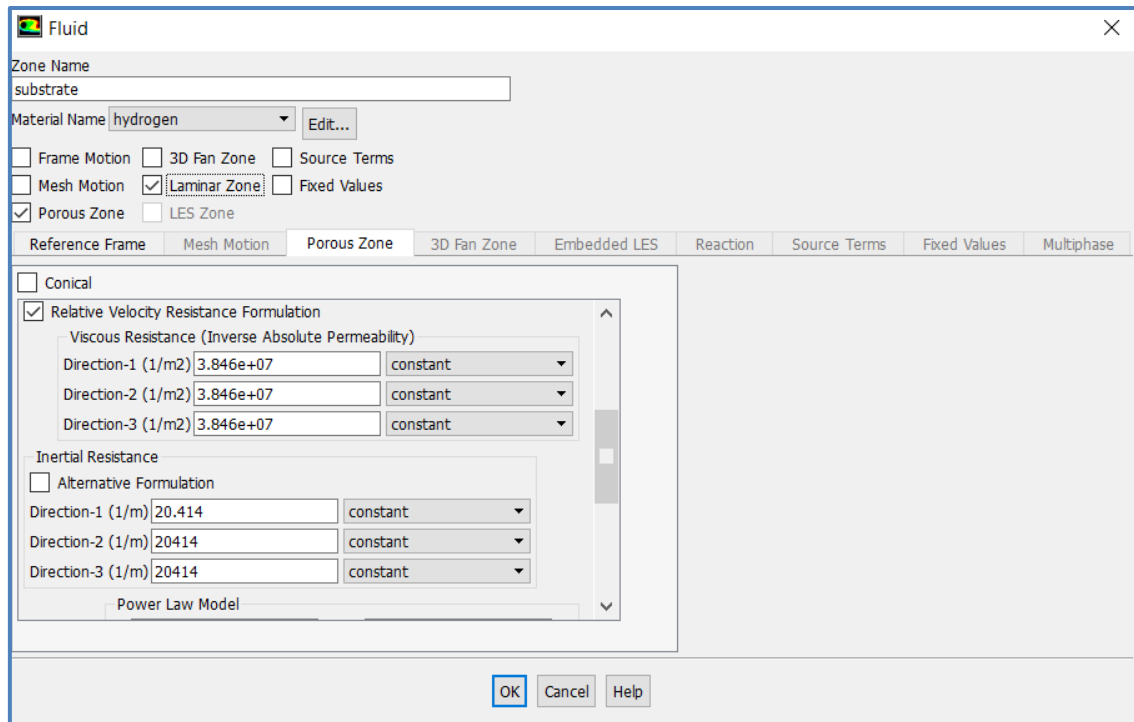 Fluid
Zone Name
substrate
Material Name hydrogen Edit...
Frame Motion 3D Fan Zone Source Terms
Mesh Motion Laminar Zone Fixed Values
Porous Zone LES Zone
Reference Frame Mesh Motion Porous Zone 3D Fan Zone Embedded LES Reaction Source Terms Fixed Values Multiphase
Conical
Relative Velocity Resistance Formulation
Viscous Resistance (Inverse Absolute Permeability)
Direction-1 (1/m2) 3.846e+07 constant
Direction-2 (1/m2) 3.846e+07 constant
Direction-3 (1/m2) 3.846e+07 constant
Inertial Resistance
Alternative Formulation
Direction-1 (1/m) 20.414 constant
Direction-2 (1/m) 20414 constant
Direction-3 (1/m) 20414 constant
Power Law Model
OK Cancel Help